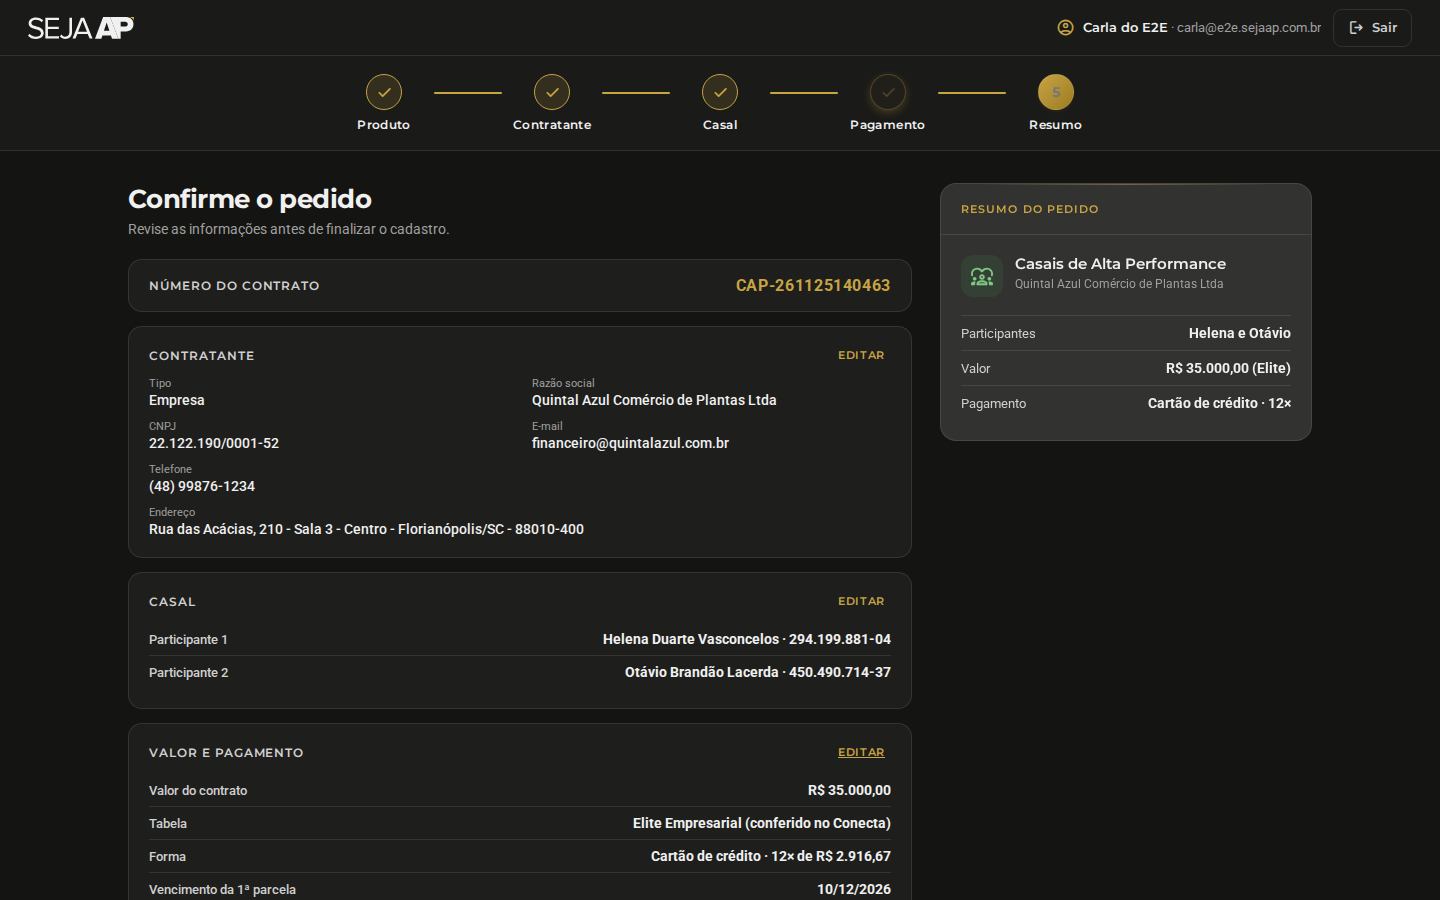 SEJA AP
Carla do E2E · carla@e2e.sejaap.com.br
Sair
Produto
Contratante
Casal
Pagamento
5
Resumo
Confirme o pedido
Revise as informações antes de finalizar o cadastro.
NÚMERO DO CONTRATO
CAP-261125140463
CONTRATANTE
EDITAR
Tipo
Empresa
Razão social
Quintal Azul Comércio de Plantas Ltda
CNPJ
22.122.190/0001-52
E-mail
financeiro@quintalazul.com.br
Telefone
(48) 99876-1234
Endereço
Rua das Acácias, 210 - Sala 3 - Centro - Florianópolis/SC - 88010-400
CASAL
EDITAR
Participante 1
Helena Duarte Vasconcelos · 294.199.881-04
Participante 2
Otávio Brandão Lacerda · 450.490.714-37
VALOR E PAGAMENTO
EDITAR
Valor do contrato
R$ 35.000,00
Tabela
Elite Empresarial (conferido no Conecta)
Forma
Cartão de crédito · 12× de R$ 2.916,67
Vencimento da 1ª parcela
10/12/2026
RESUMO DO PEDIDO
Casais de Alta Performance
Quintal Azul Comércio de Plantas Ltda
Participantes
Helena e Otávio
Valor
R$ 35.000,00 (Elite)
Pagamento
Cartão de crédito · 12×